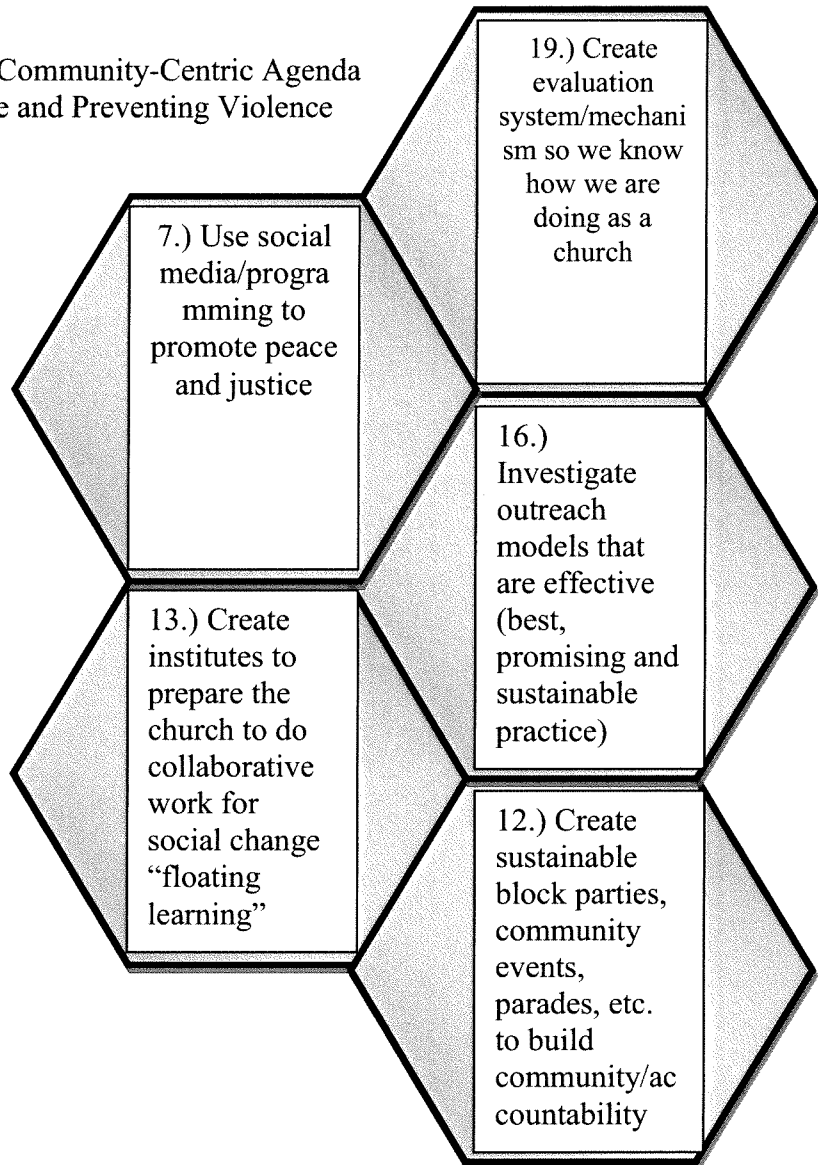 Community-Centric Agenda
e and Preventing Violence
19.) Create
evaluation
system/mechani
sm so we know
how we are
doing as a
church
7.) Use social
media/progra
mming to
promote peace
and justice
16.)
Investigate
outreach
models that
are effective
(best,
promising and
sustainable
practice)
13.) Create
institutes to
prepare the
church to do
collaborative
work for
social change
“floating
learning”
12.) Create
sustainable
block parties,
community
events,
parades, etc.
to build
community/ac
countability